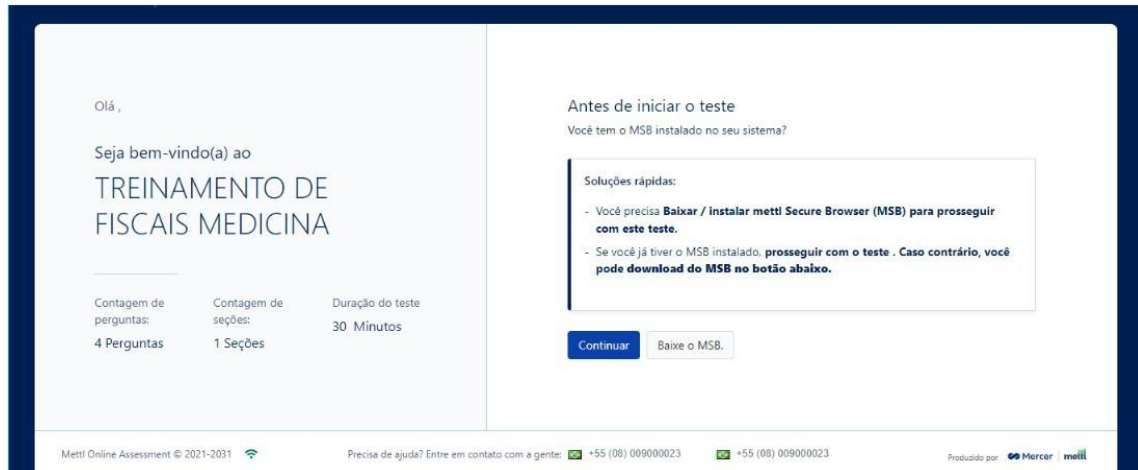 Olá ,
Seja bem-vindo(a) ao
TREINAMENTO DE
FISCAIS MEDICINA
Contagem de
perguntas:
4 Perguntas
Contagem de
seções:
1 Seções
Duração do teste
30 Minutos
Antes de iniciar o teste
Você tem o MSB instalado no seu sistema?
Soluções rápidas:
- Você precisa Baixar / instalar mettl Secure Browser (MSB) para prosseguir
com este teste.
- Se você já tiver o MSB instalado, prosseguir com o teste . Caso contrário, você
pode download do MSB no botão abaixo.
Continuar
Baixe o MSB.
Mettl Online Assessment © 2021-2031
Precisa de ajuda? Entre em contato com a gente: +55 (08) 009000023 +55 (08) 009000023
Produzido por Mercer | mettl